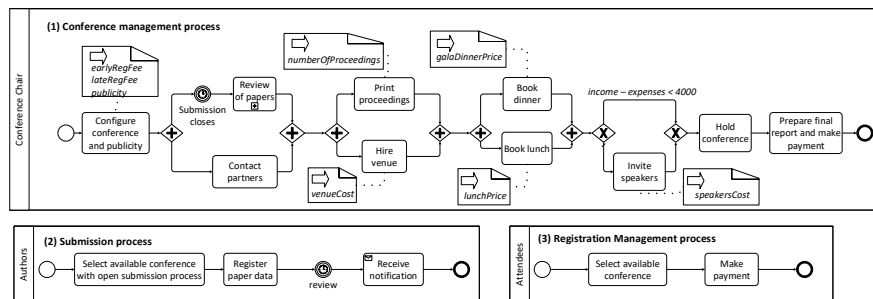 (1) Conference management process
Conference Chair
earlyRegFee
lateRegFee
publicity
numberOfProceedings
galaDinnerPrice
Submission
closes
Review
of papers
Print
proceedings
Book
dinner
income – expenses < 4000
Configure
conference
and publicity
Contact
partners
Hire
venue
Book lunch
Invite
speakers
Hold
conference
Prepare final
report and make
payment
venueCost
lunchPrice
speakersCost
(2) Submission process
Authors
Select available conference
with open submission process
Register
paper data
review
Receive
notification
(3) Registration Management process
Attendees
Select available
conference
Make
payment